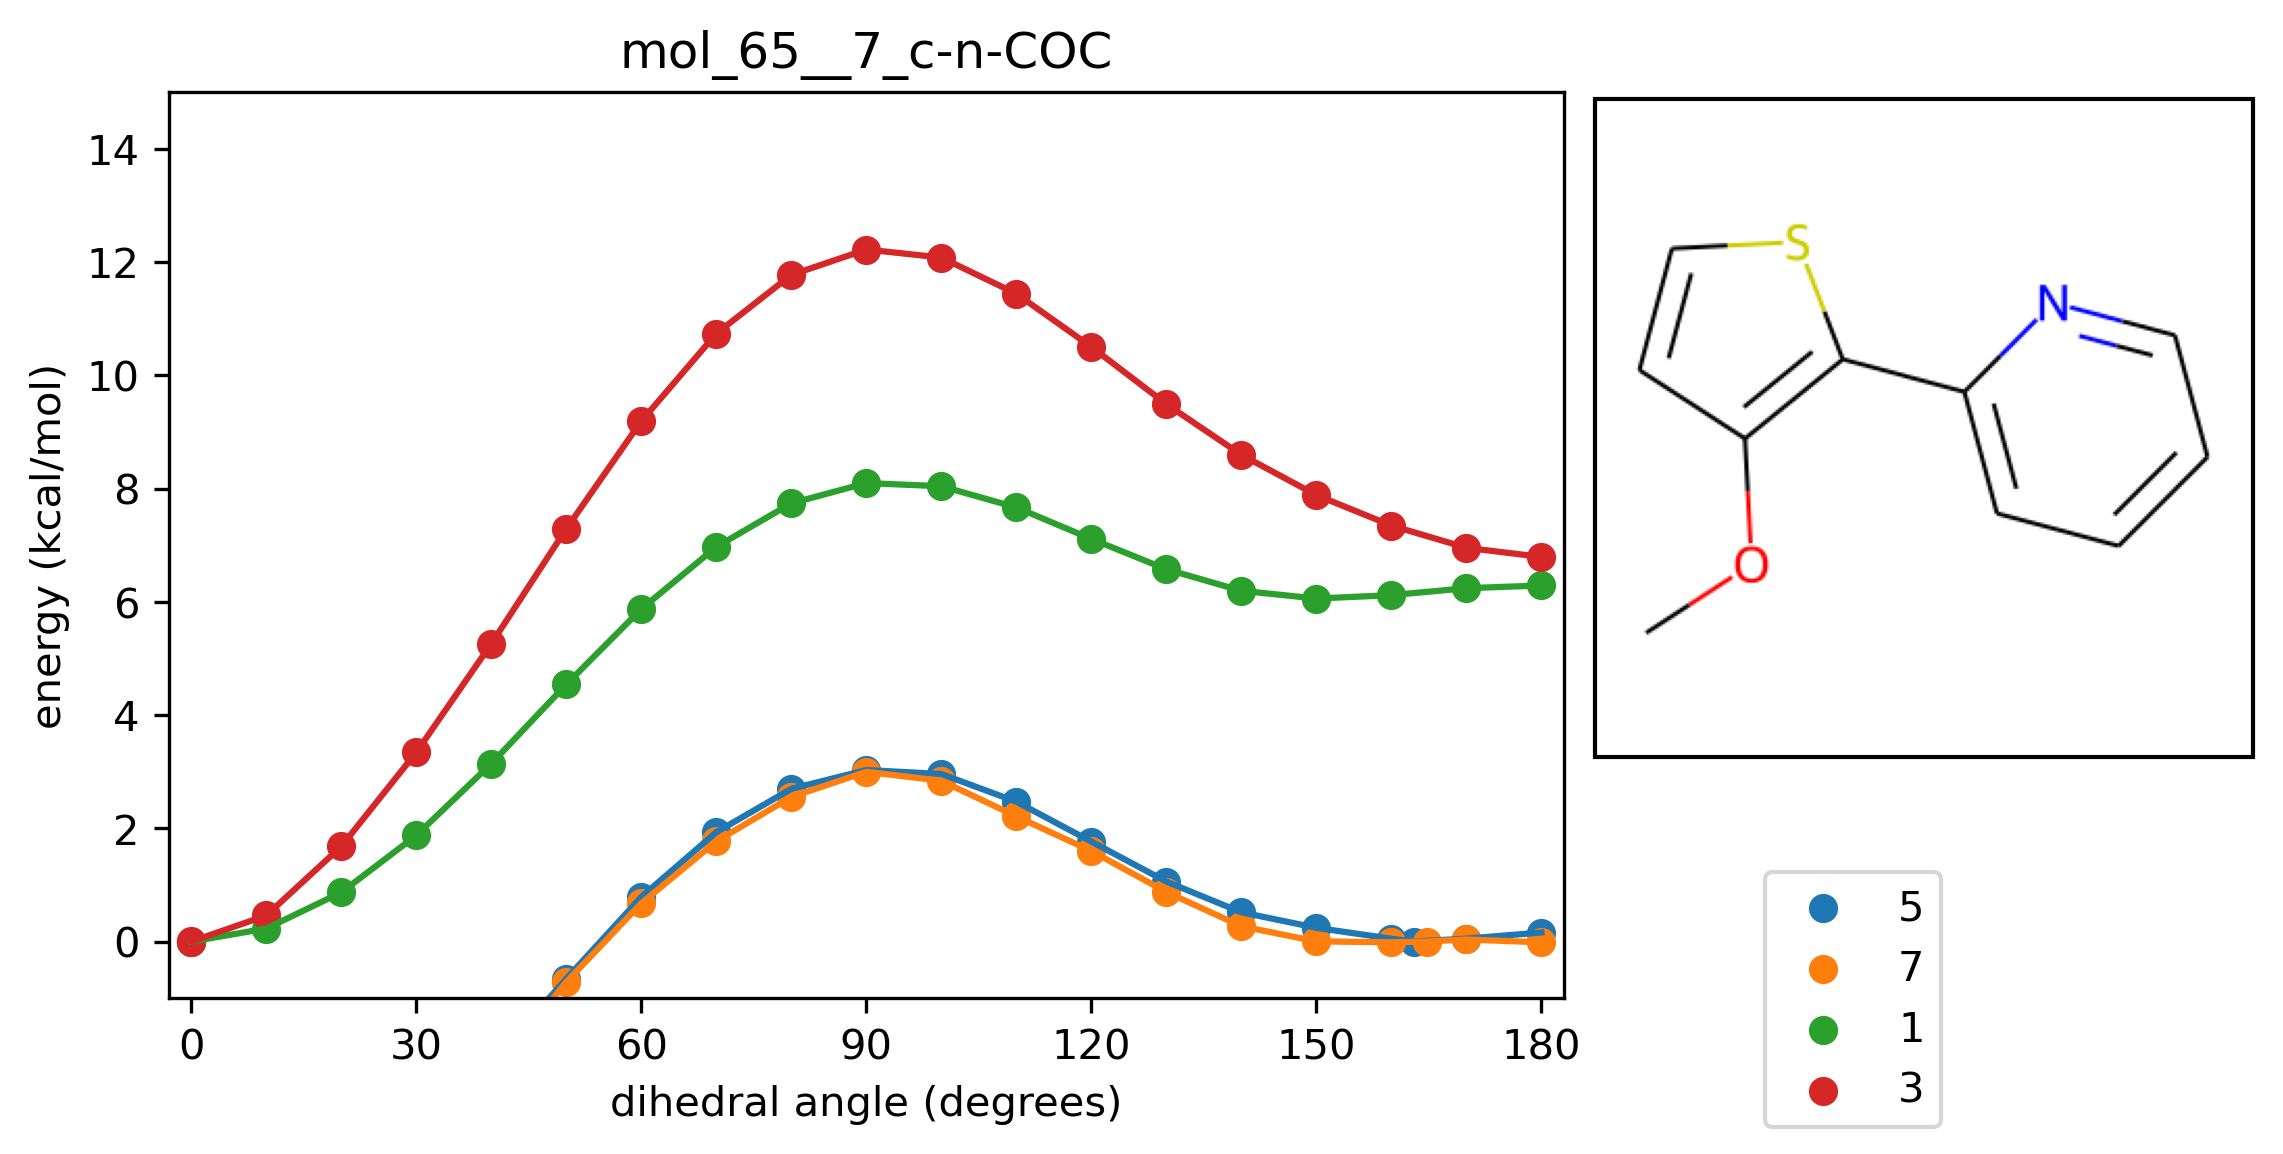 mol_65__7_c-n-COC
energy (kcal/mol)
14
12
10
8
6
4
2
0
0 30 60 90 120 150 180
dihedral angle (degrees)
S
N
O
5
7
1
3